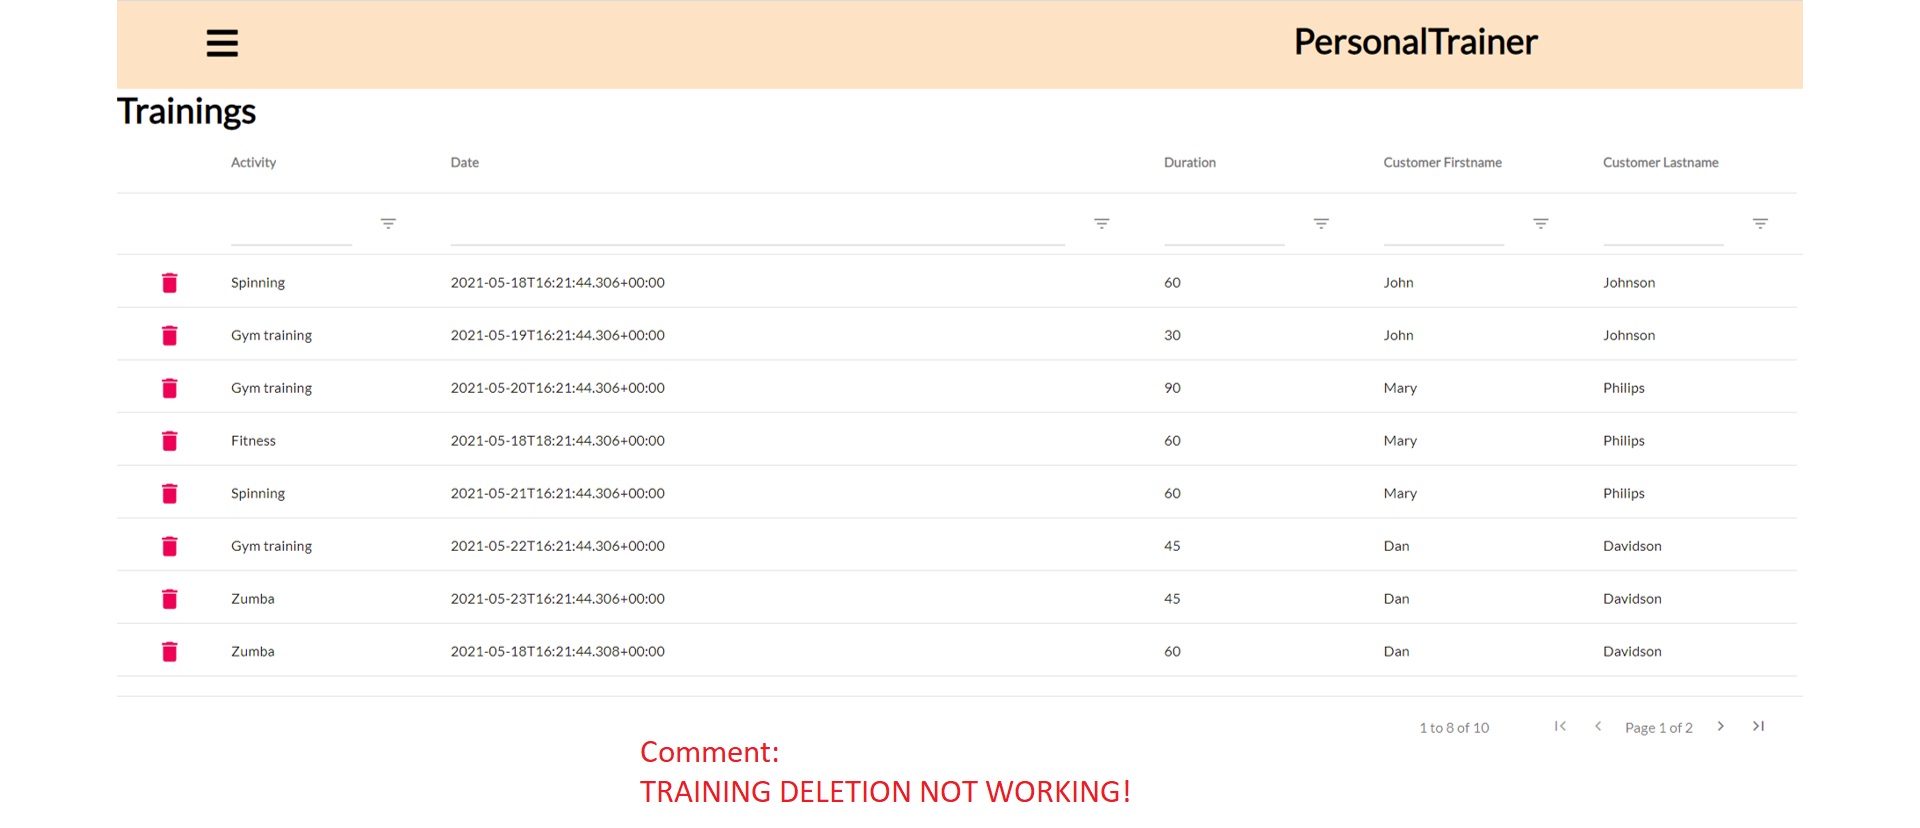 PersonalTrainer
Trainings
Activity Date Duration Customer Firstname Customer Lastname
Spinning 2021-05-18T16:21:44.306+00:00 60 John Johnson
Gym training 2021-05-19T16:21:44.306+00:00 30 John Johnson
Gym training 2021-05-20T16:21:44.306+00:00 90 Mary Philips
Fitness 2021-05-18T18:21:44.306+00:00 60 Mary Philips
Spinning 2021-05-21T16:21:44.306+00:00 60 Mary Philips
Gym training 2021-05-22T16:21:44.306+00:00 45 Dan Davidson
Zumba 2021-05-23T16:21:44.306+00:00 45 Dan Davidson
Zumba 2021-05-18T16:21:44.308+00:00 60 Dan Davidson
1 to 8 of 10 Page 1 of 2
Comment:
TRAINING DELETION NOT WORKING!